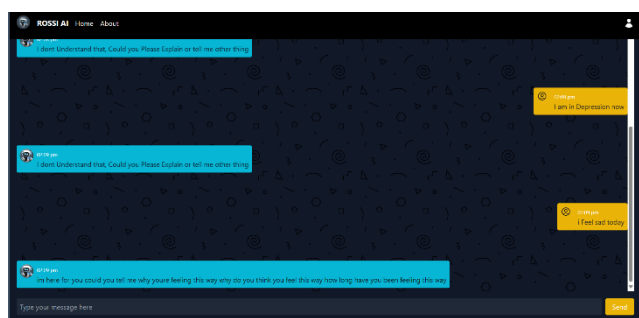 ROSSI AI Home About
I dont Understand that, Could you Please Explain or tell me other thing
I am in Depression now
I dont Understand that, Could you Please Explain or tell me other thing
i Feel sad today
im here for you could you tell me why youre feeling this way why do you think you feel this way how long have you been feeling this way
Type your message here
Send